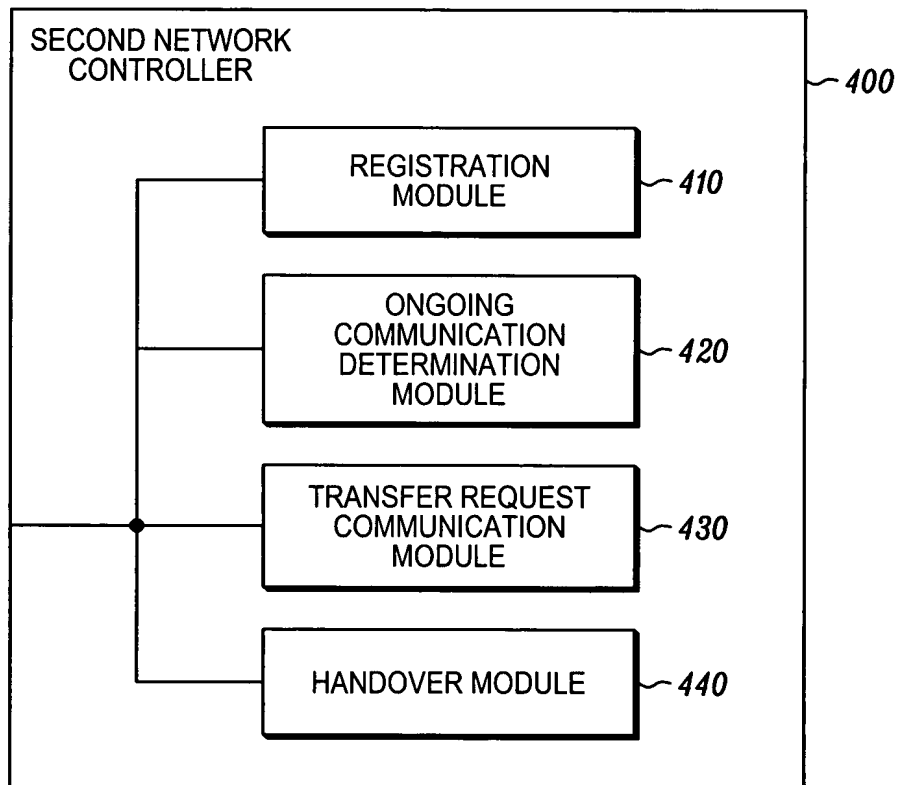 SECOND NETWORK
CONTROLLER
400
REGISTRATION
MODULE
410
ONGOING
COMMUNICATION
DETERMINATION
MODULE
420
TRANSFER REQUEST
COMMUNICATION
MODULE
430
HANDOVER MODULE
440